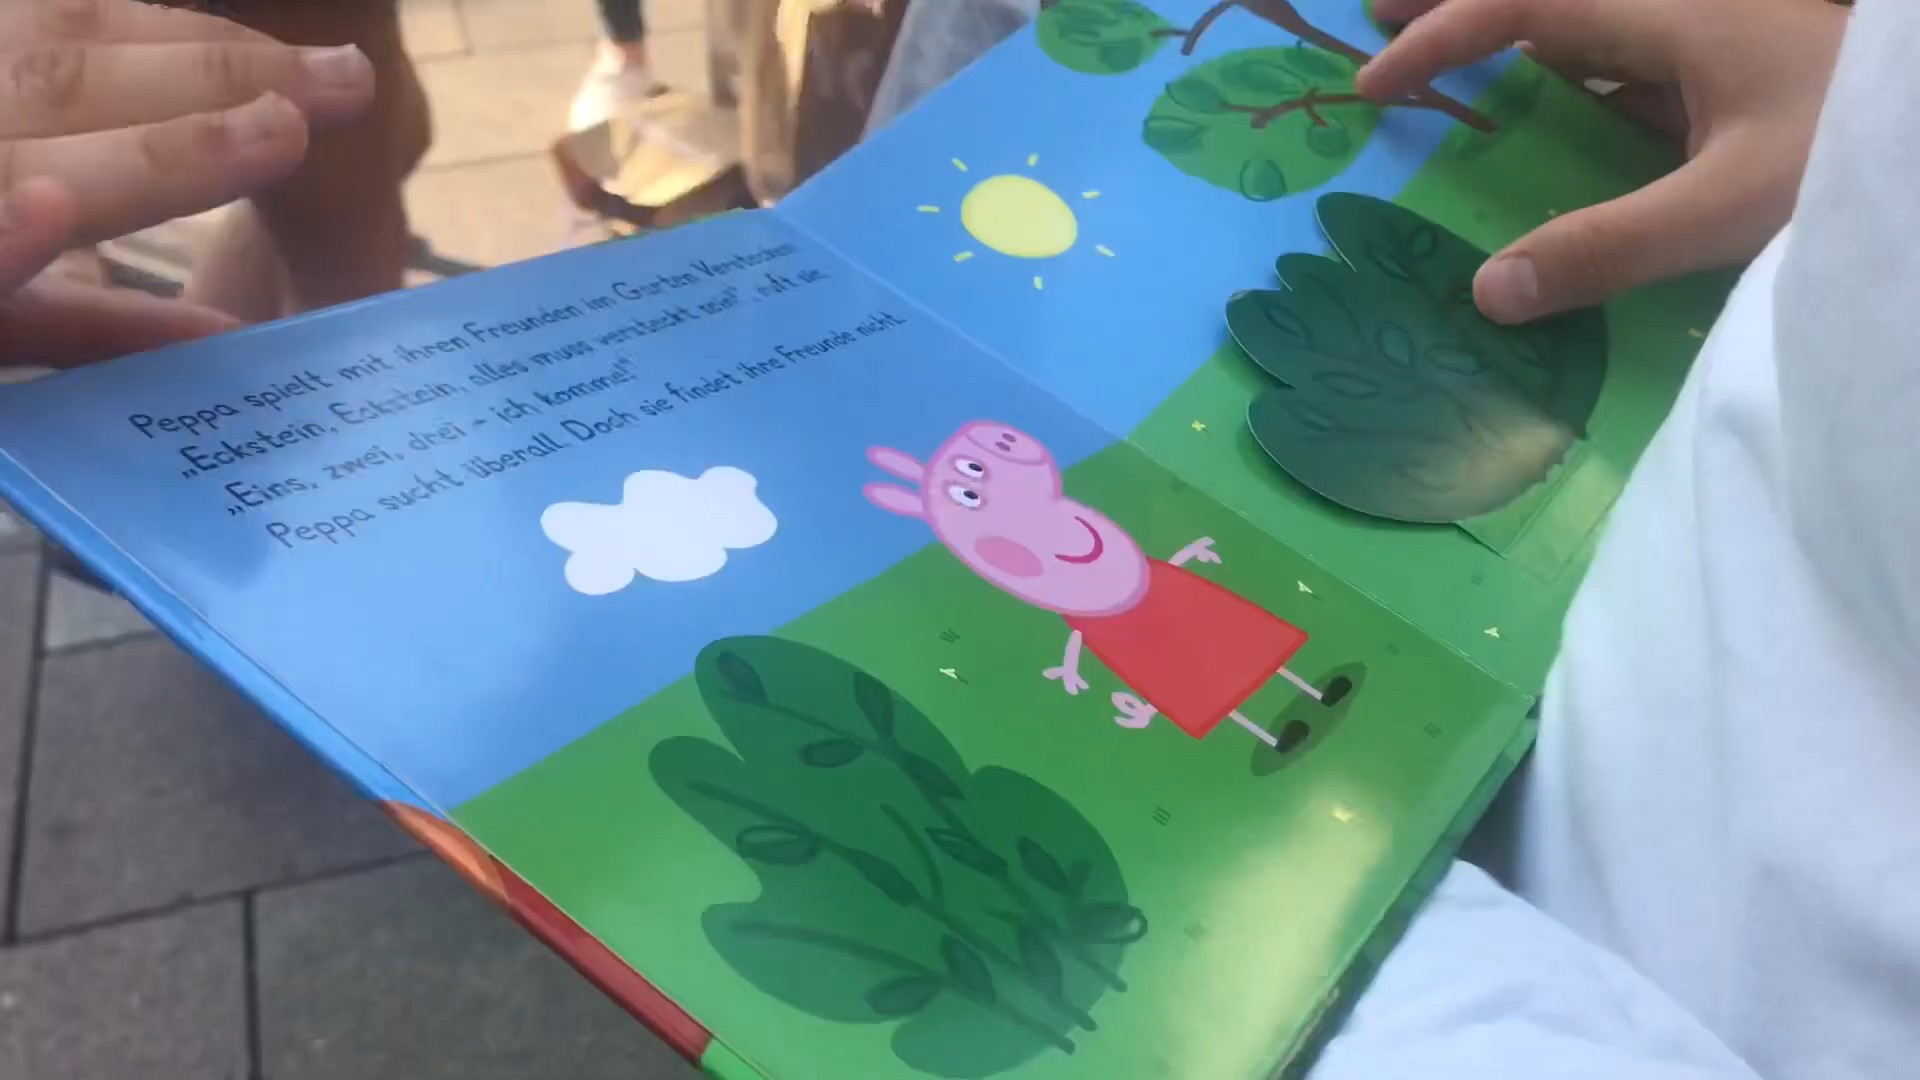 Peppa spielt mit ihren Freunden im Garten Verstecken.
„Eckstein, Eckstein, alles muss versteckt sein!“, ruft sie.
„Eins, zwei, drei – ich komme!“
Peppa sucht überall. Doch sie findet ihre Freunde nicht.